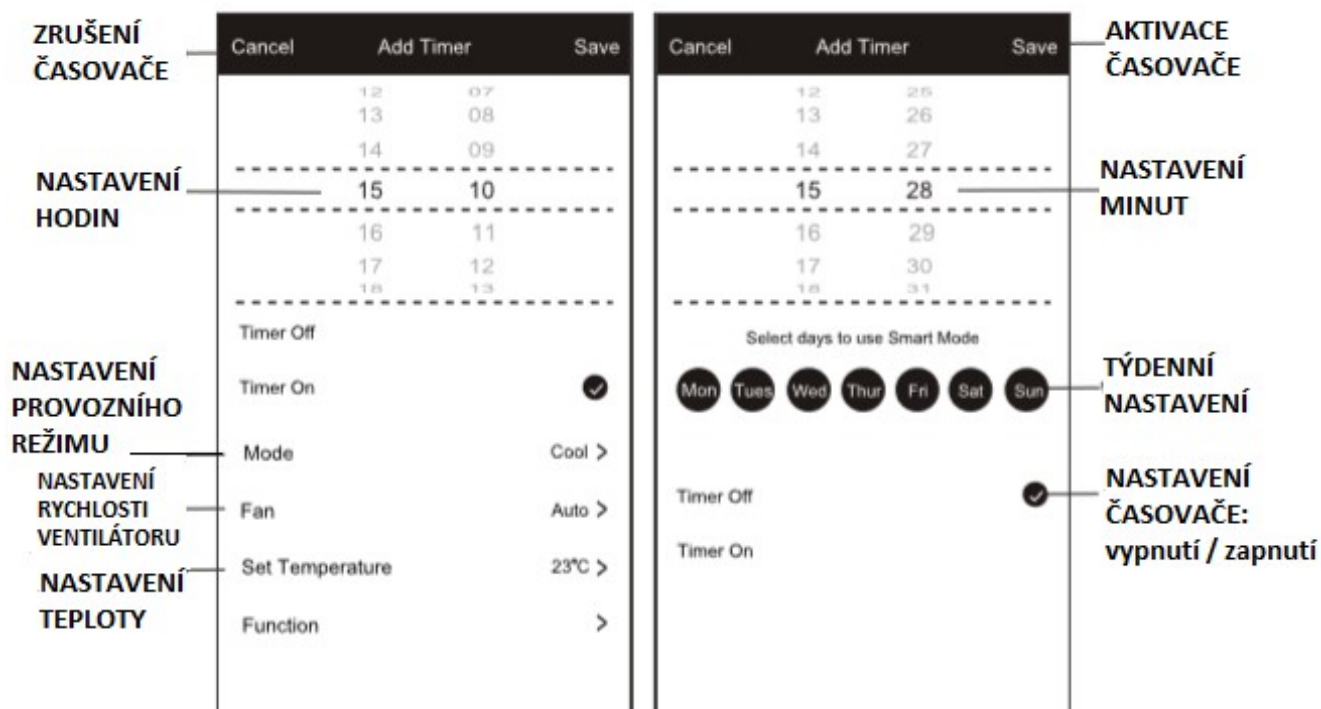 ZRUŠENÍ
ČASOVAČE
NASTAVENÍ
HODIN
NASTAVENÍ
PROVOZNÍHO
REŽIMU
NASTAVENÍ
RYCHLOSTI
VENTILÁTORU
NASTAVENÍ
TEPLOTY
Cancel Add Timer Save
12 07
13 08
14 09
15 10
16 11
17 12
18 13
Timer Off
Timer On
Mode Cool >
Fan Auto >
Set Temperature 23°C >
Function >
Cancel Add Timer Save
12 25
13 26
14 27
15 28
16 29
17 30
18 31
Select days to use Smart Mode
Mon Tues Wed Thur Fri Sat Sun
Timer Off
Timer On
AKTIVACE
ČASOVAČE
NASTAVENÍ
MINUT
TÝDENNÍ
NASTAVENÍ
NASTAVENÍ
ČASOVAČE:
vypnutí / zapnutí